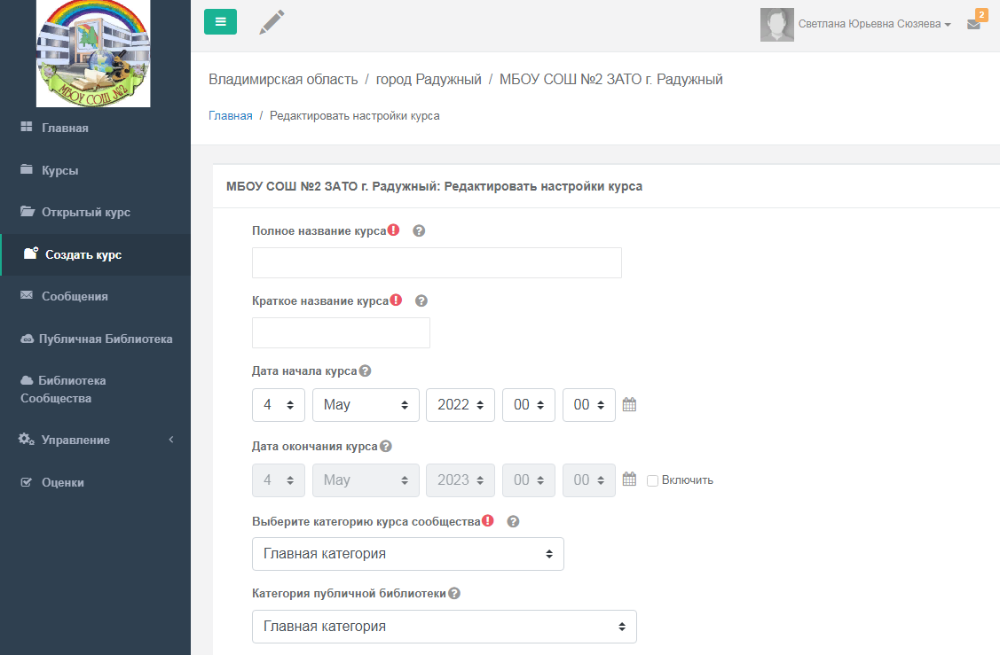 МБОУ СОШ №2
Главная
Курсы
Открытый курс
Создать курс
Сообщения
Публичная Библиотека
Библиотека
Сообщества
Управление
Оценки
Светлана Юрьевна Сюзяева
2
Владимирская область / город Радужный / МБОУ СОШ №2 ЗАТО г. Радужный
Главная / Редактировать настройки курса
МБОУ СОШ №2 ЗАТО г. Радужный: Редактировать настройки курса
Полное название курса
Краткое название курса
Дата начала курса
4 May 2022 00 00
Дата окончания курса
4 May 2023 00 00 Включить
Выберите категорию курса сообщества
Главная категория
Категория публичной библиотеки
Главная категория